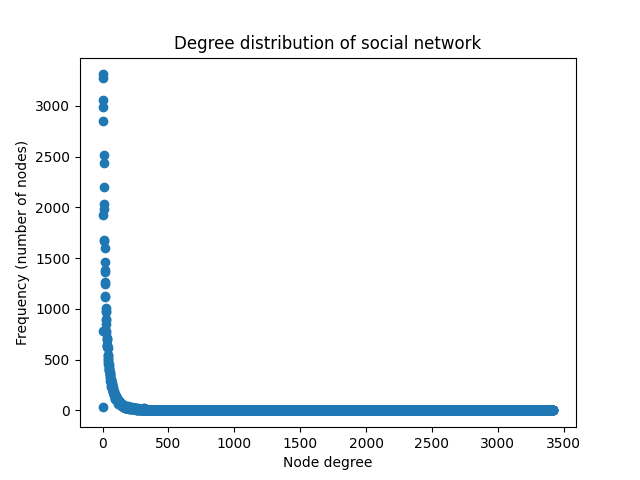 Degree distribution of social network
Frequency (number of nodes)
3000
2500
2000
1500
1000
500
0
0 500 1000 1500 2000 2500 3000 3500
Node degree